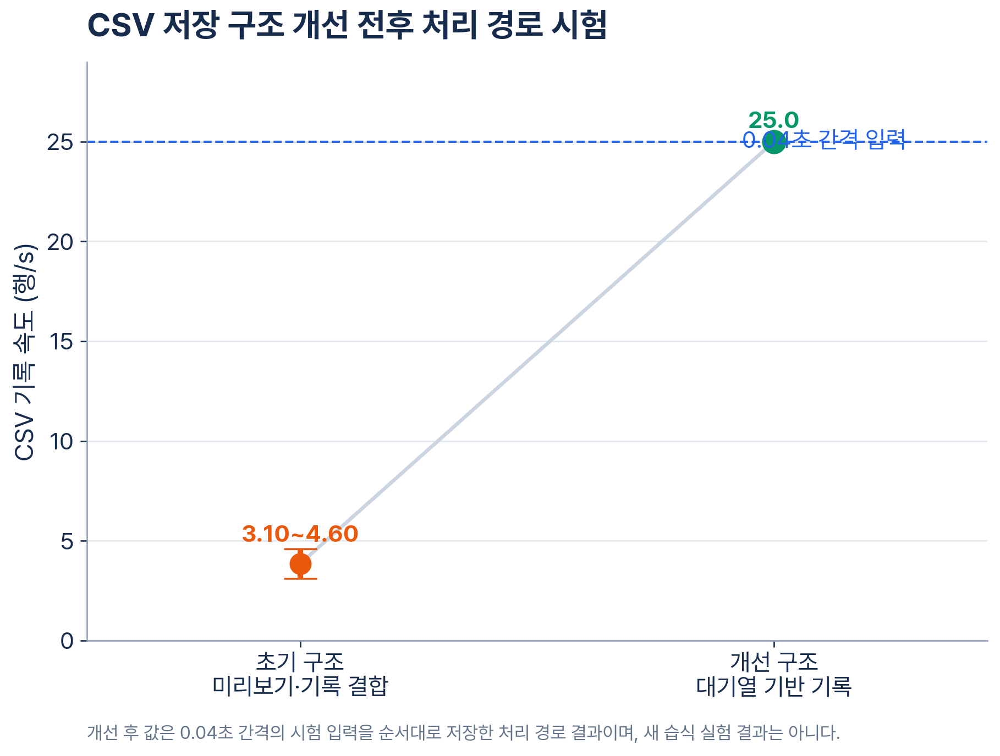 CSV 저장 구조 개선 전후 처리 경로 시험
CSV 기록 속도 (행/s)
25
20
15
10
5
0
25.0
0.04초 간격 입력
3.10~4.60
초기 구조
미리보기·기록 결합
개선 구조
대기열 기반 기록
개선 후 값은 0.04초 간격의 시험 입력을 순서대로 저장한 처리 경로 결과이며, 새 습식 실험 결과는 아니다.